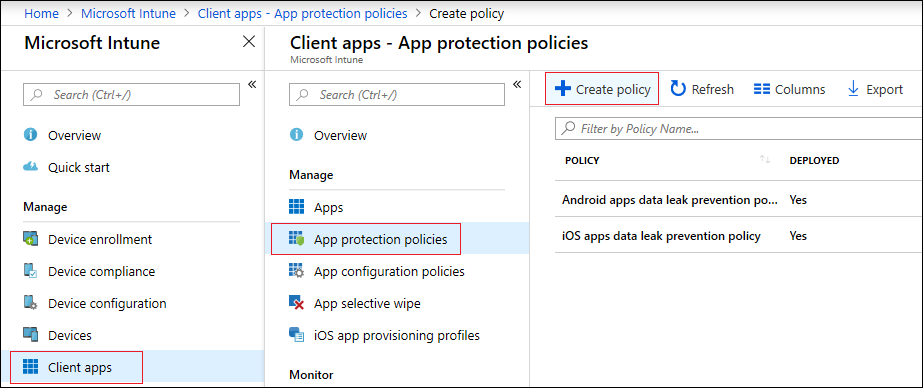 Home > Microsoft Intune > Client apps - App protection policies > Create policy
Microsoft Intune
Search (Ctrl+/)
Overview
Quick start
Manage
Device enrollment
Device compliance
Device configuration
Devices
Client apps
Client apps - App protection policies
Microsoft Intune
Search (Ctrl+/)
Overview
Manage
Apps
App protection policies
App configuration policies
App selective wipe
iOS app provisioning profiles
Monitor
Create policy Refresh Columns Export
Filter by Policy Name...
POLICY DEPLOYED
Android apps data leak prevention po... Yes
iOS apps data leak prevention policy Yes